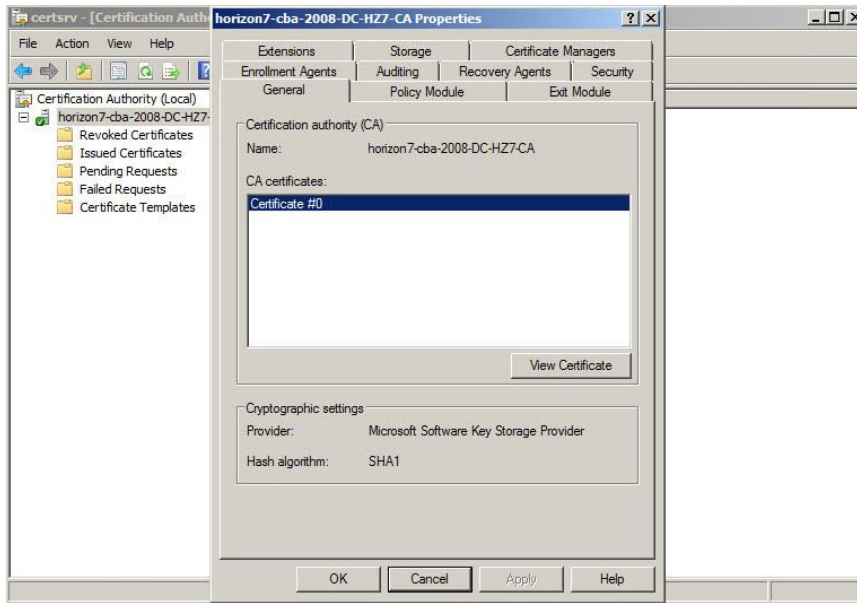 certsrv - [Certification Auth
File Action View Help
Certification Authority (Local)
horizon7-cba-2008-DC-HZ7-
Revoked Certificates
Issued Certificates
Pending Requests
Failed Requests
Certificate Templates
horizon7-cba-2008-DC-HZ7-CA Properties
Extensions Storage Certificate Managers
Enrollment Agents Auditing Recovery Agents Security
General Policy Module Exit Module
Certification authority (CA)
Name: horizon7-cba-2008-DC-HZ7-CA
CA certificates:
Certificate #0
View Certificate
Cryptographic settings
Provider: Microsoft Software Key Storage Provider
Hash algorithm: SHA1
OK Cancel Apply Help